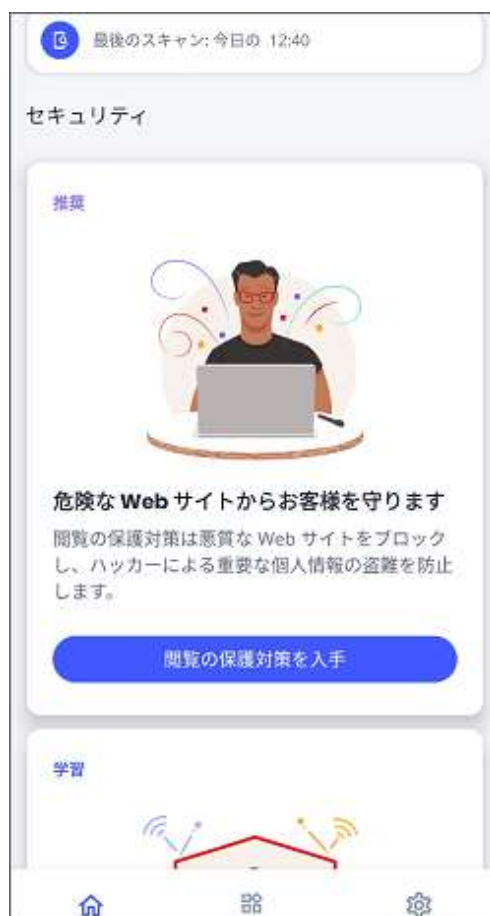 最後のスキャン: 今日の 12:40
セキュリティ
推奨
危険な Web サイトからお客様を守ります
閲覧の保護対策は悪質な Web サイトをブロック
し、ハッカーによる重要な個人情報の盗難を防止
します。
閲覧の保護対策を入手
学習